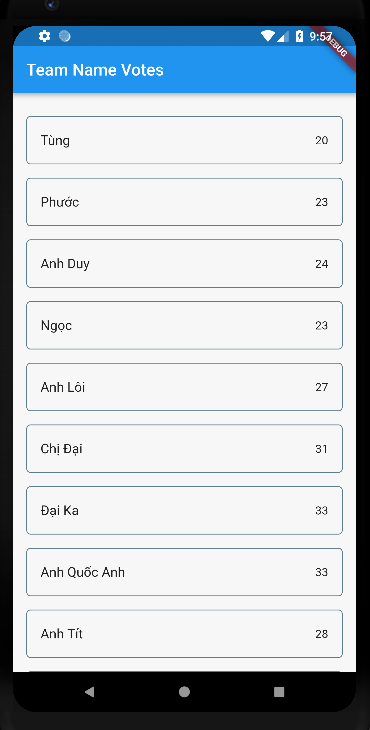 9:57
DEBUG
Team Name Votes
Tùng 20
Phước 23
Anh Duy 24
Ngọc 23
Anh Lôi 27
Chị Đại 31
Đại Ka 33
Anh Quốc Anh 33
Anh Tít 28